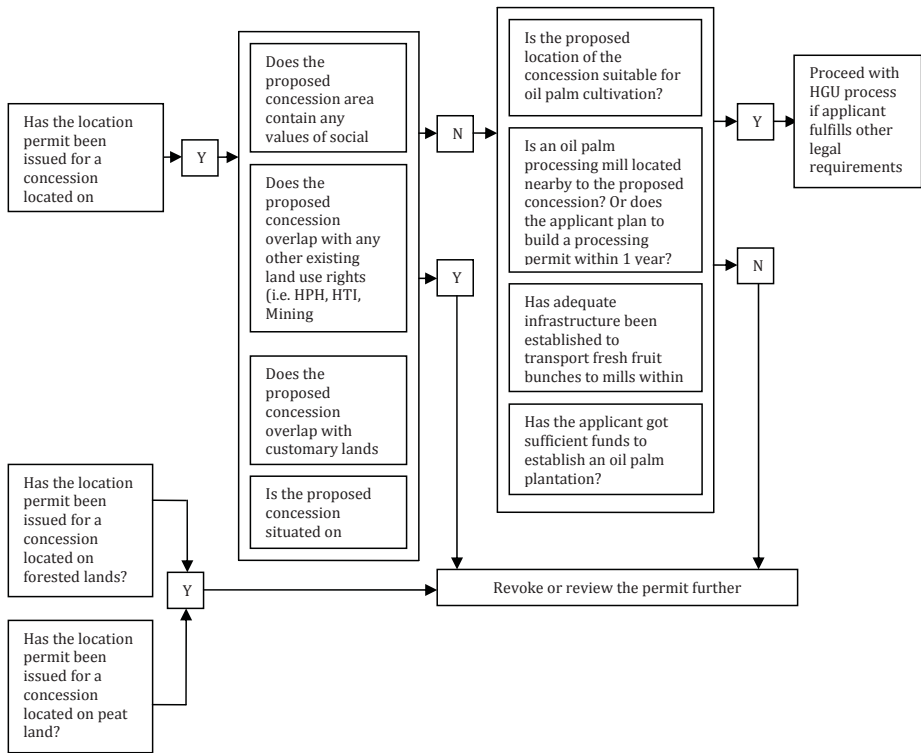 Has the location
permit been
issued for a
concession
located on
Y
Does the
proposed
concession area
contain any
values of social
Does the
proposed
concession
overlap with any
other existing
land use rights
(i.e. HPH, HTI,
Mining
Does the
proposed
concession
overlap with
customary lands
Is the proposed
concession
situated on
N
Y
Is the proposed
location of the
concession suitable for
oil palm cultivation?
Is an oil palm
processing mill located
nearby to the proposed
concession? Or does
the applicant plan to
build a processing
permit within 1 year?
Has adequate
infrastructure been
established to
transport fresh fruit
bunches to mills within
Has the applicant got
sufficient funds to
establish an oil palm
plantation?
Y
N
Proceed with
HGU process
if applicant
fulfills other
legal
requirements
Has the location
permit been
issued for a
concession
located on
forested lands?
Has the location
permit been
issued for a
concession
located on peat
land?
Y
Revoke or review the permit further